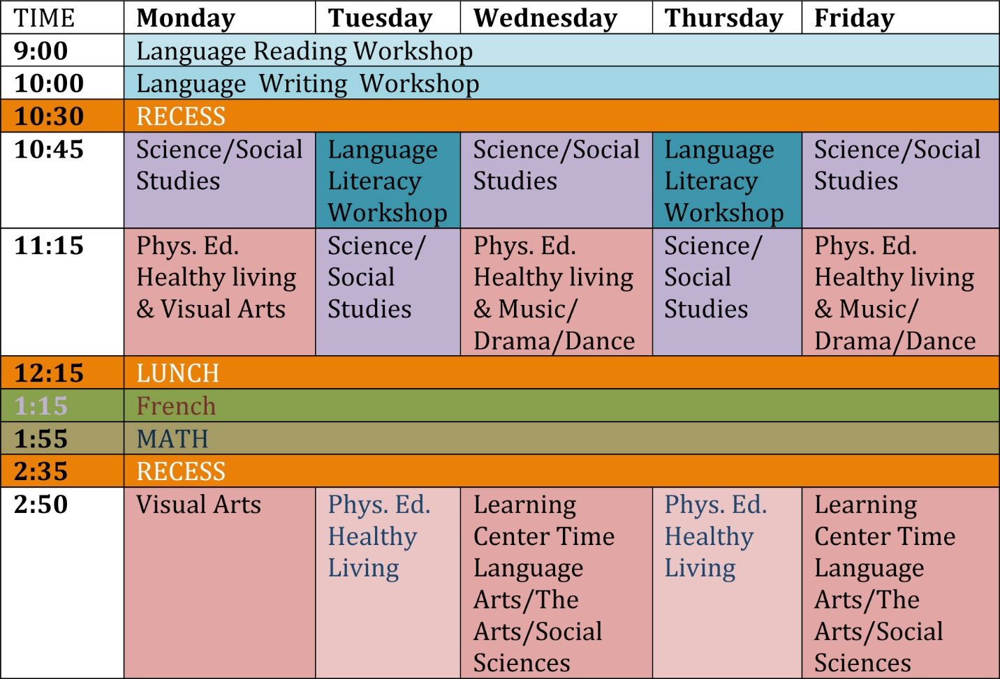 TIME Monday Tuesday Wednesday Thursday Friday
9:00 Language Reading Workshop
10:00 Language Writing Workshop
10:30 RECESS
10:45 Science/Social Language Science/Social Language Science/Social
Studies Literacy Studies Literacy Studies
Workshop Workshop
11:15 Phys. Ed. Science/ Phys. Ed. Science/ Phys. Ed.
Healthy living Social Healthy living Social Healthy living
& Visual Arts Studies & Music/ Studies & Music/
Drama/Dance Drama/Dance
12:15 LUNCH
1:15 French
1:55 MATH
2:35 RECESS
2:50 Visual Arts Phys. Ed. Learning Phys. Ed. Learning
Healthy Center Time Healthy Center Time
Living Language Living Language
Arts/The Arts/The
Arts/Social Arts/Social
Sciences Sciences